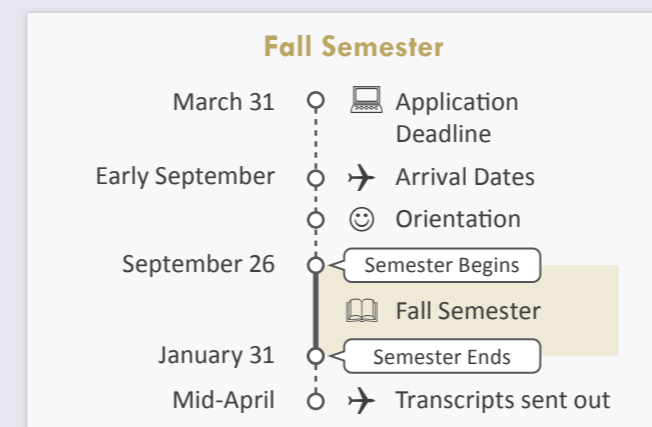 Fall Semester
March 31 Application
Deadline
Early September Arrival Dates
Orientation
September 26 Semester Begins
Fall Semester
January 31 Semester Ends
Mid-April Transcripts sent out